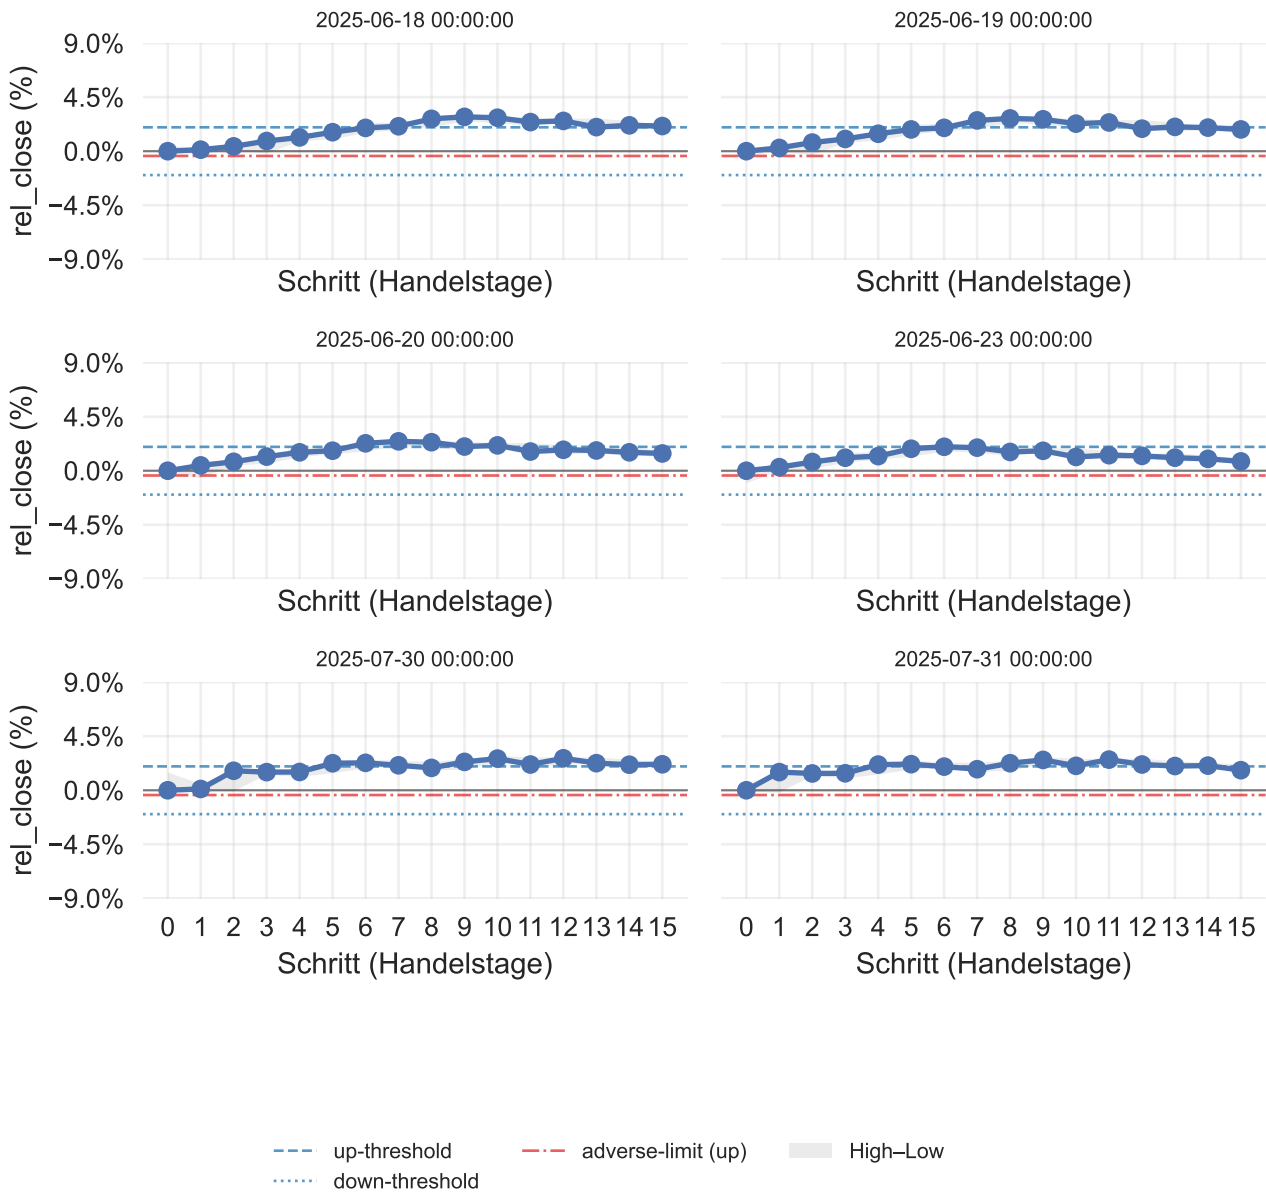 2025-06-18 00:00:00
2025-06-19 00:00:00
rel_close (%)
9.0%
4.5%
0.0%
−4.5%
−9.0%
Schritt (Handelstage)
Schritt (Handelstage)
2025-06-20 00:00:00
2025-06-23 00:00:00
rel_close (%)
9.0%
4.5%
0.0%
−4.5%
−9.0%
Schritt (Handelstage)
Schritt (Handelstage)
2025-07-30 00:00:00
2025-07-31 00:00:00
rel_close (%)
9.0%
4.5%
0.0%
−4.5%
−9.0%
0 1 2 3 4 5 6 7 8 9 10 11 12 13 14 15
0 1 2 3 4 5 6 7 8 9 10 11 12 13 14 15
Schritt (Handelstage)
Schritt (Handelstage)
up-threshold
adverse-limit (up)
High–Low
down-threshold